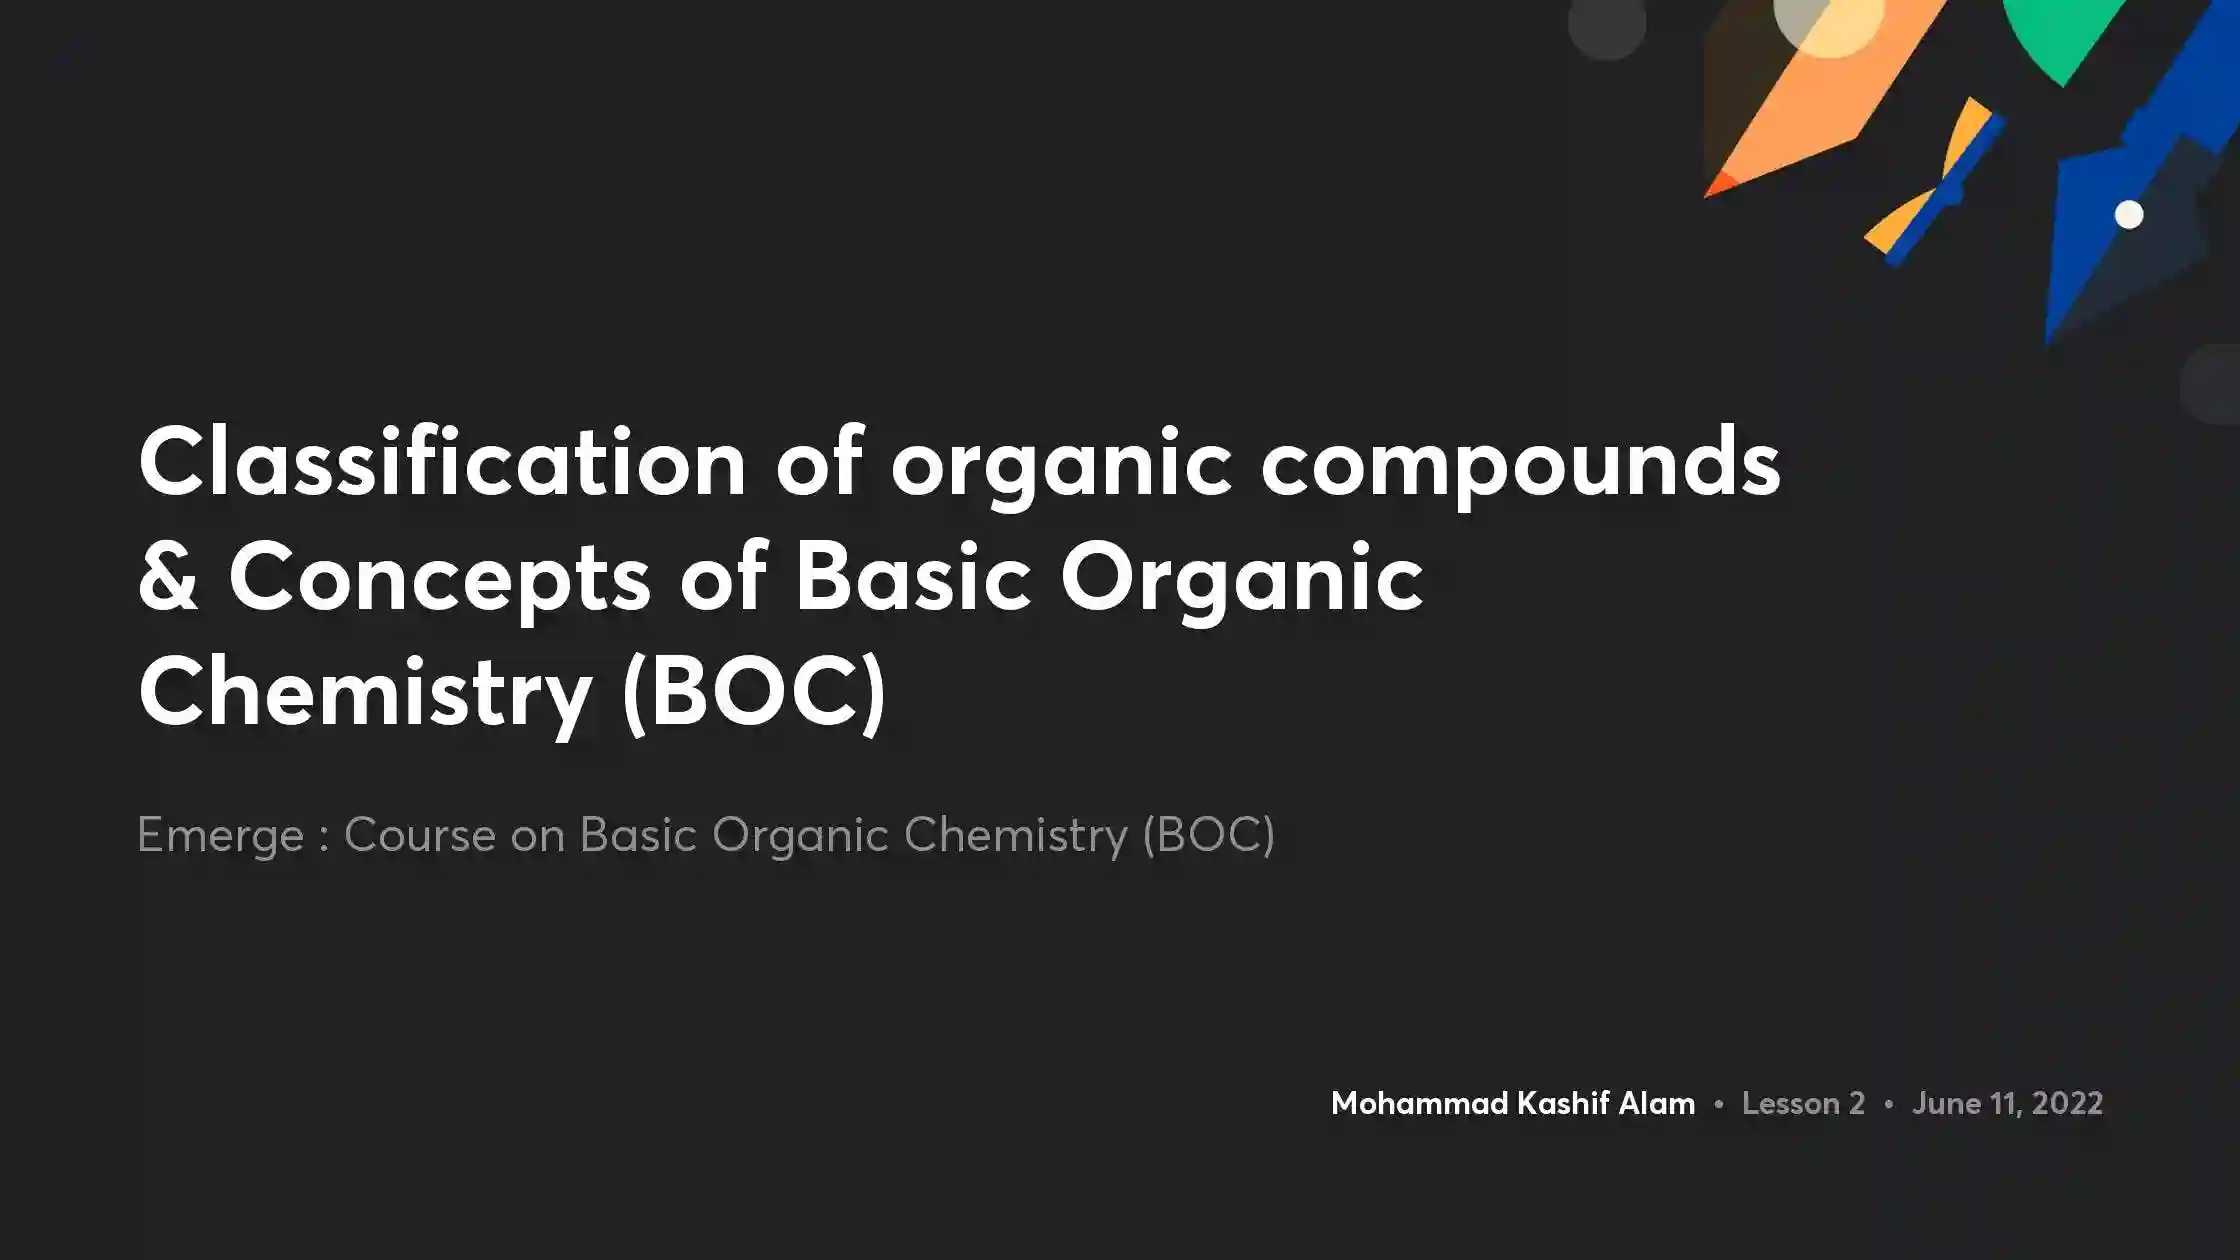 Classification of organic compounds
& Concepts of Basic Organic
Chemistry (BOC)
Emerge : Course on Basic Organic Chemistry (BOC)
Mohammad Kashif Alam • Lesson 2 • June 11, 2022